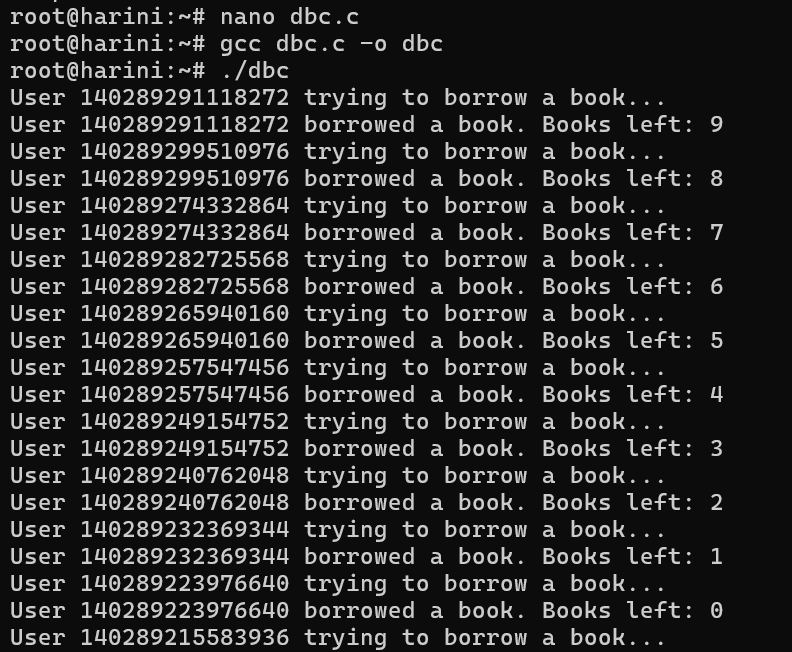 root@harini:~# nano dbc.c
root@harini:~# gcc dbc.c -o dbc
root@harini:~# ./dbc
User 140289291118272 trying to borrow a book...
User 140289291118272 borrowed a book. Books left: 9
User 140289299510976 trying to borrow a book...
User 140289299510976 borrowed a book. Books left: 8
User 140289274332864 trying to borrow a book...
User 140289274332864 borrowed a book. Books left: 7
User 140289282725568 trying to borrow a book...
User 140289282725568 borrowed a book. Books left: 6
User 140289265940160 trying to borrow a book...
User 140289265940160 borrowed a book. Books left: 5
User 140289257547456 trying to borrow a book...
User 140289257547456 borrowed a book. Books left: 4
User 140289249154752 trying to borrow a book...
User 140289249154752 borrowed a book. Books left: 3
User 140289240762048 trying to borrow a book...
User 140289240762048 borrowed a book. Books left: 2
User 140289232369344 trying to borrow a book...
User 140289232369344 borrowed a book. Books left: 1
User 140289223976640 trying to borrow a book...
User 140289223976640 borrowed a book. Books left: 0
User 140289215583936 trying to borrow a book...